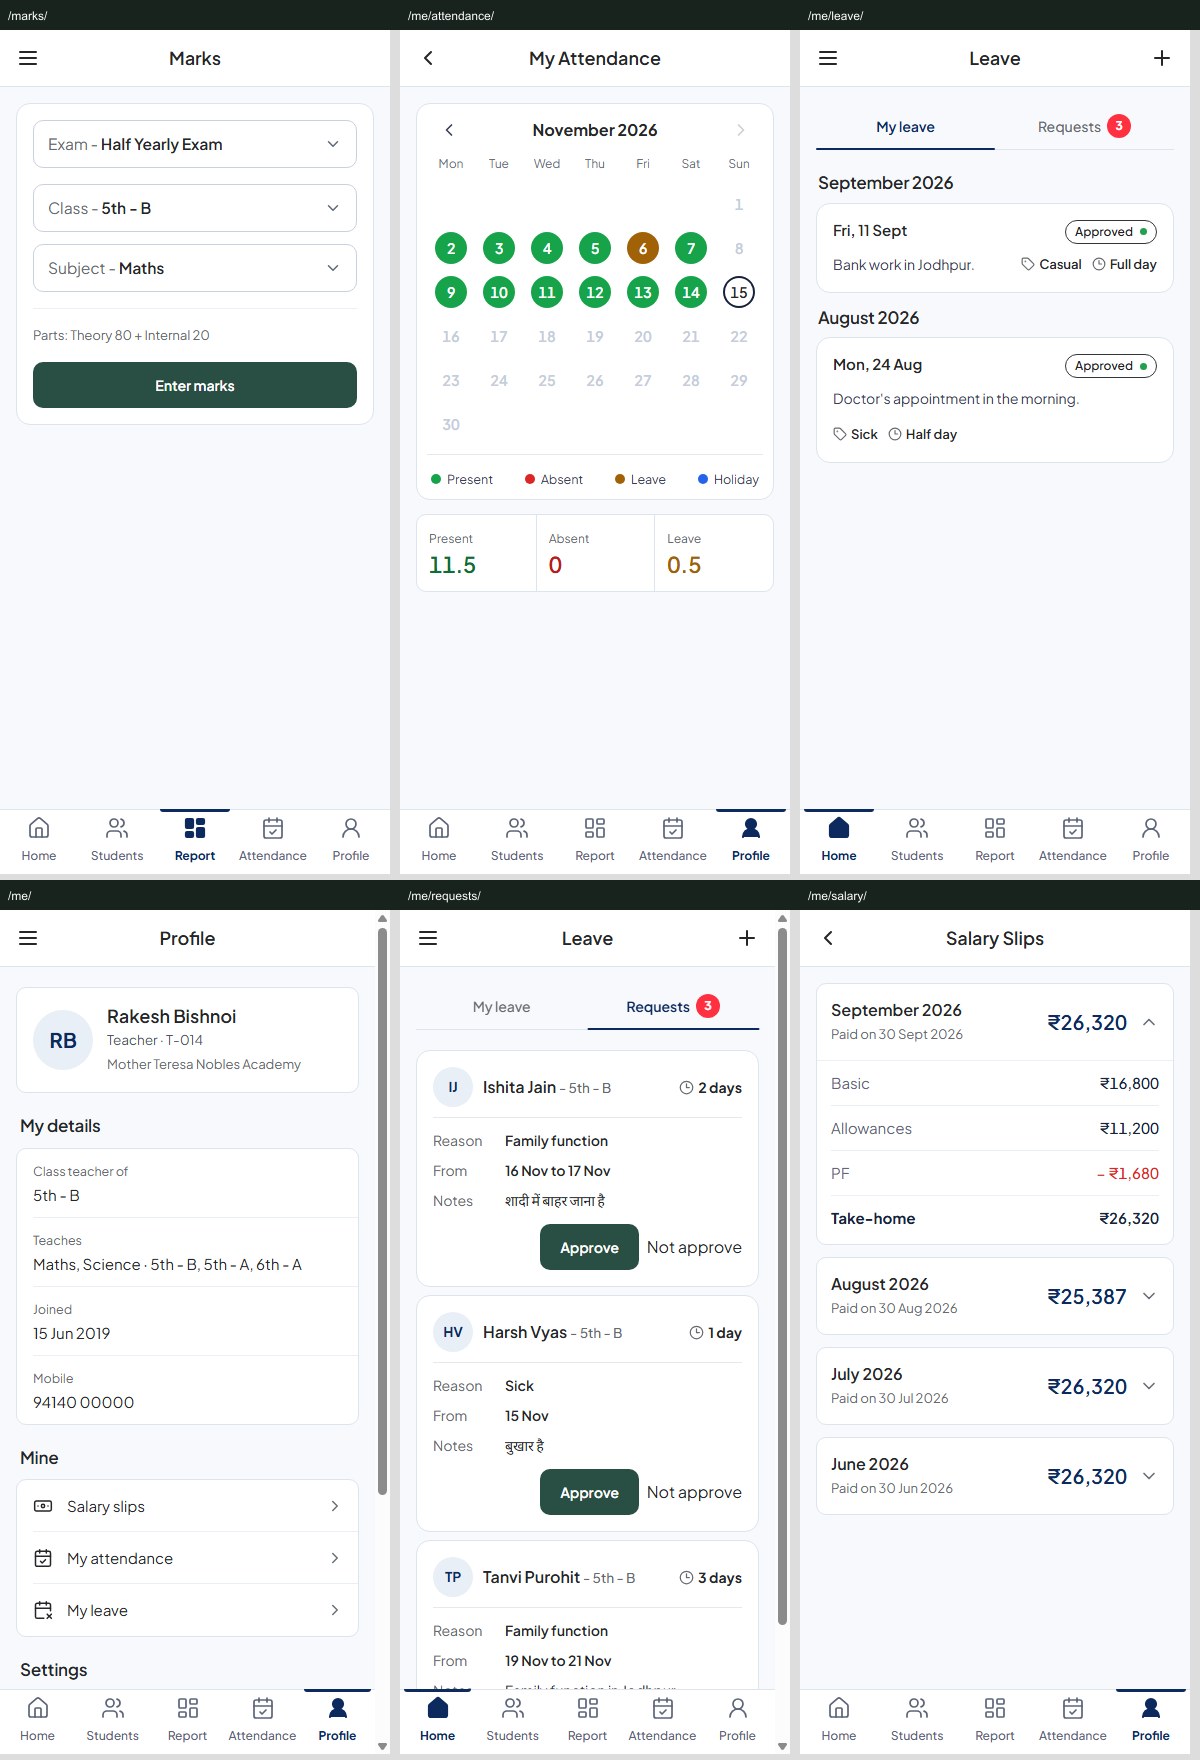 /marks/
Marks
Exam - Half Yearly Exam
Class - 5th - B
Subject - Maths
Parts: Theory 80 + Internal 20
Enter marks
Home Students Report Attendance Profile
/me/attendance/
My Attendance
November 2026
Mon Tue Wed Thu Fri Sat Sun
1
2 3 4 5 6 7 8
9 10 11 12 13 14 15
16 17 18 19 20 21 22
23 24 25 26 27 28 29
30
Present Absent Leave Holiday
Present Absent Leave
11.5 0 0.5
Home Students Report Attendance Profile
/me/leave/
Leave
My leave Requests 3
September 2026
Fri, 11 Sept Approved
Bank work in Jodhpur. Casual Full day
August 2026
Mon, 24 Aug Approved
Doctor's appointment in the morning.
Sick Half day
Home Students Report Attendance Profile
/me/
Profile
RB
Rakesh Bishnoi
Teacher · T-014
Mother Teresa Nobles Academy
My details
Class teacher of
5th - B
Teaches
Maths, Science · 5th - B, 5th - A, 6th - A
Joined
15 Jun 2019
Mobile
94140 00000
Mine
Salary slips
My attendance
My leave
Settings
Home Students Report Attendance Profile
/me/requests/
Leave
My leave Requests 3
IJ Ishita Jain - 5th - B 2 days
Reason Family function
From 16 Nov to 17 Nov
Notes शादी में बाहर जाना है
Approve Not approve
HV Harsh Vyas - 5th - B 1 day
Reason Sick
From 15 Nov
Notes बुखार है
Approve Not approve
TP Tanvi Purohit - 5th - B 3 days
Reason Family function
From 19 Nov to 21 Nov
Notes Family function in Jodhpur
Home Students Report Attendance Profile
/me/salary/
Salary Slips
September 2026
Paid on 30 Sept 2026
₹26,320
Basic ₹16,800
Allowances ₹11,200
PF – ₹1,680
Take-home ₹26,320
August 2026
Paid on 30 Aug 2026
₹25,387
July 2026
Paid on 30 Jul 2026
₹26,320
June 2026
Paid on 30 Jun 2026
₹26,320
Home Students Report Attendance Profile